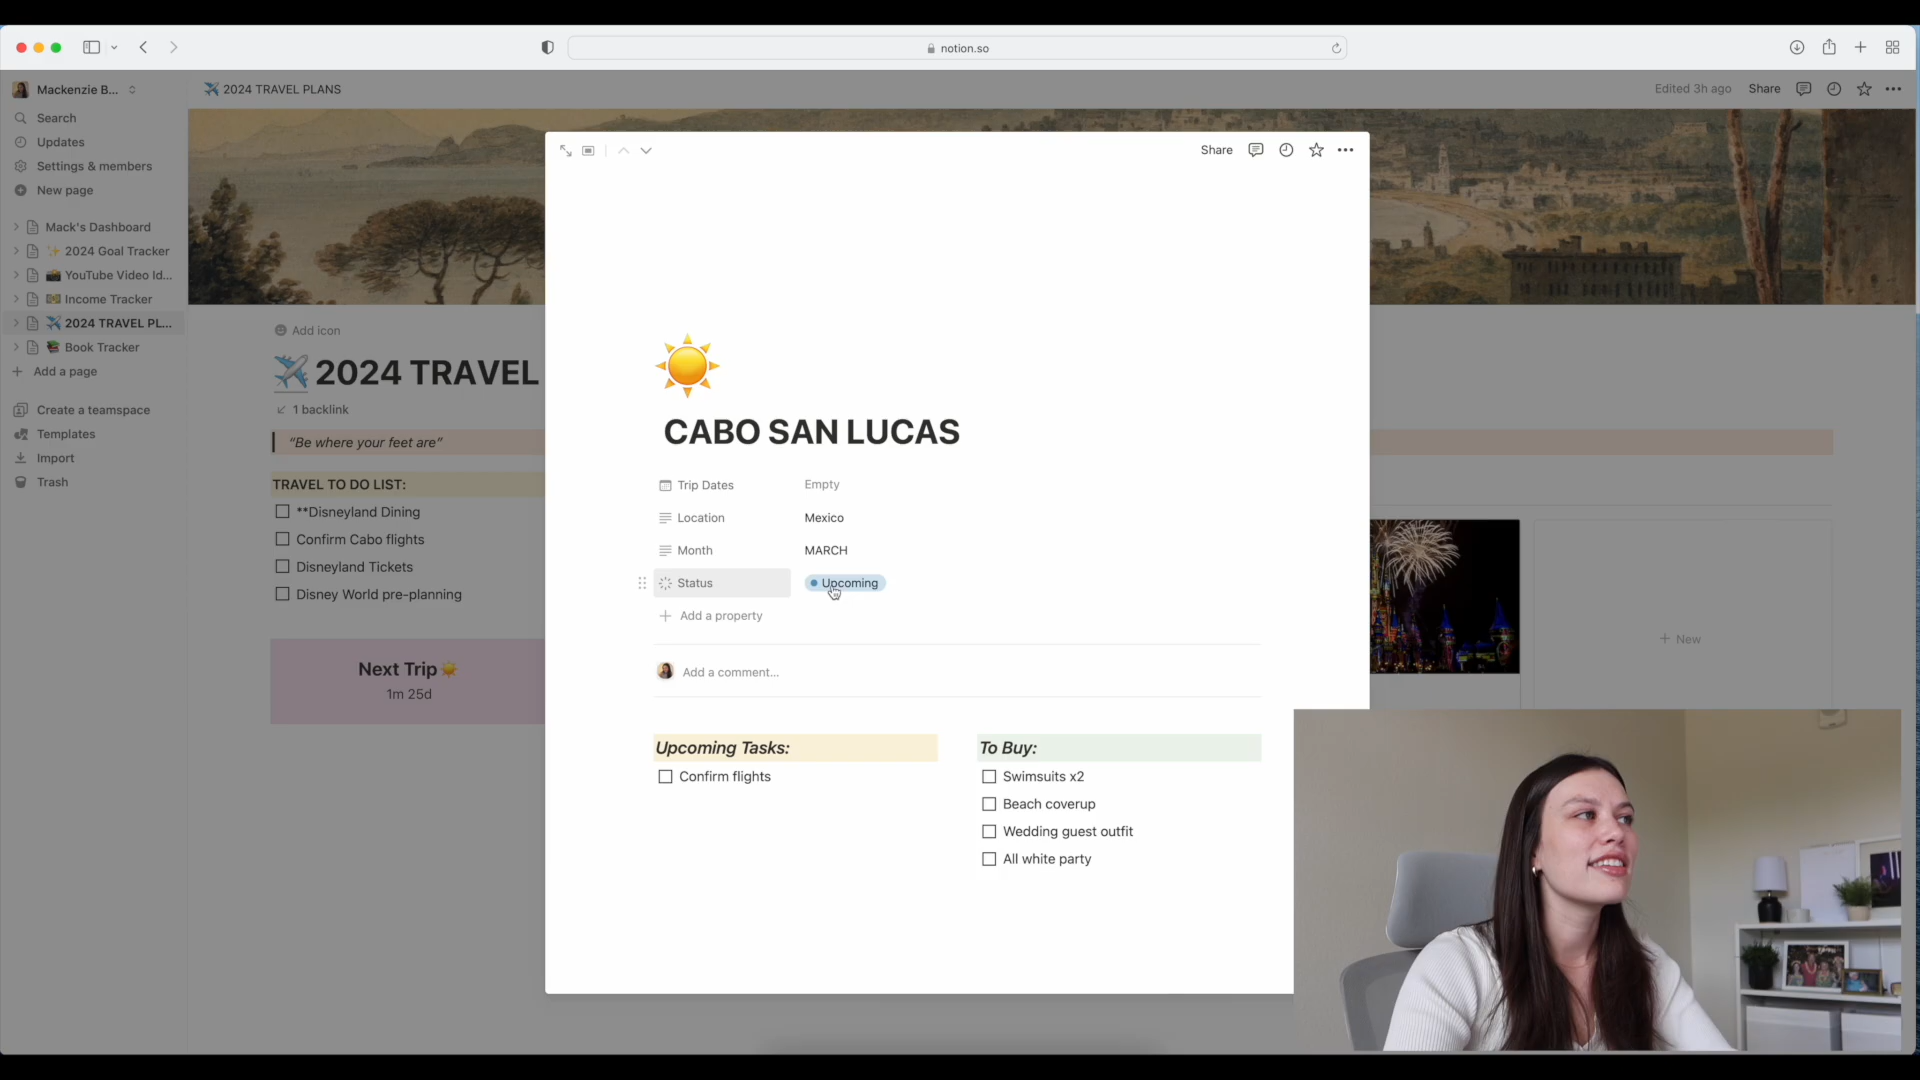 notion.so
Mackenzie B...
2024 TRAVEL PLANS
Edited 3h ago
Share
Search
Updates
Settings & members
New page
Mack's Dashboard
2024 Goal Tracker
YouTube Video Id...
Income Tracker
2024 TRAVEL PL...
Book Tracker
Add a page
Create a teamspace
Templates
Import
Trash
Add icon
2024 TRAVEL
1 backlink
“Be where your feet are”
TRAVEL TO DO LIST:
**Disneyland Dining
Confirm Cabo flights
Disneyland Tickets
Disney World pre-planning
Next Trip
1m 25d
Share
CABO SAN LUCAS
Trip Dates Empty
Location Mexico
Month MARCH
Status Upcoming
Add a property
Add a comment...
Upcoming Tasks:
Confirm flights
To Buy:
Swimsuits x2
Beach coverup
Wedding guest outfit
All white party
New